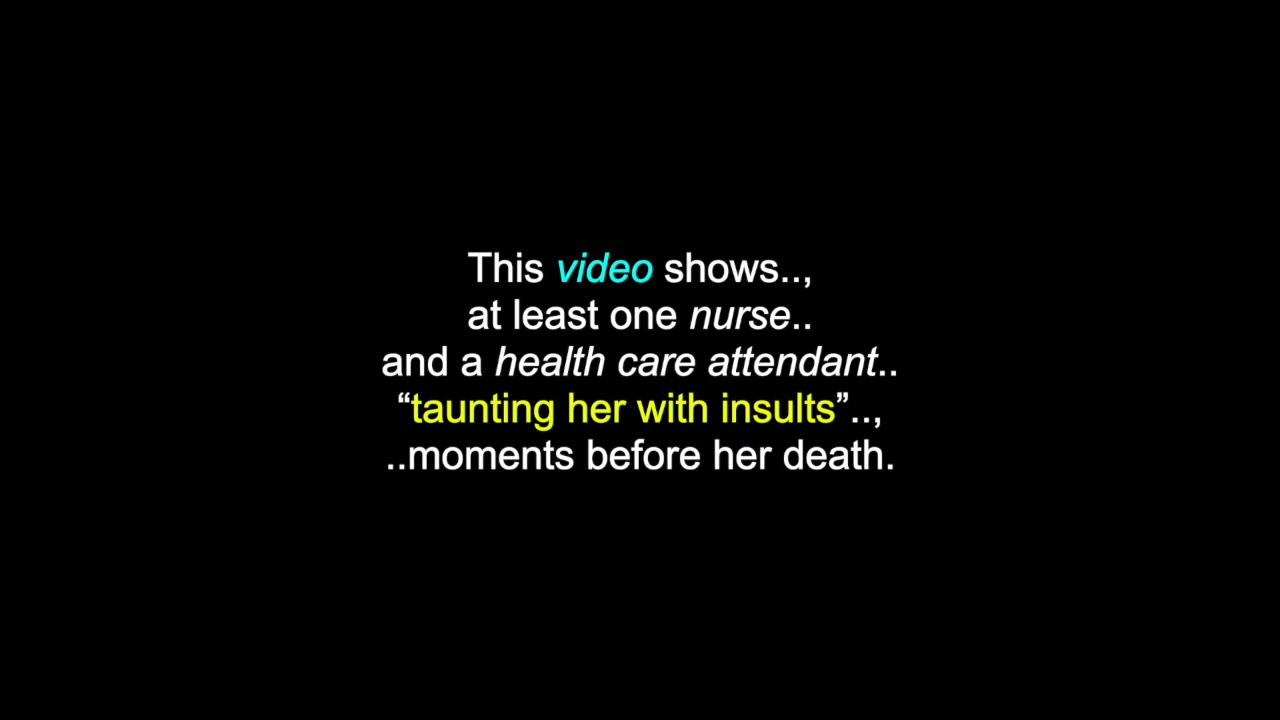 This video shows..,
at least one nurse..
and a health care attendant..
“taunting her with insults”..,
..moments before her death.